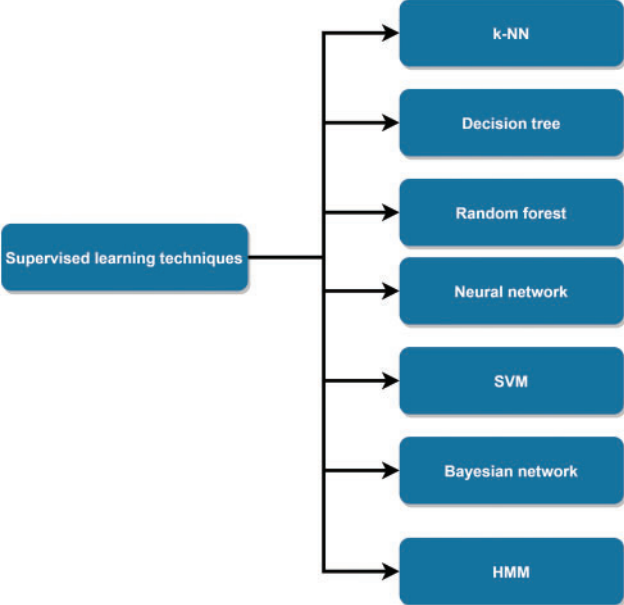 Supervised learning techniques
k-NN
Decision tree
Random forest
Neural network
SVM
Bayesian network
HMM